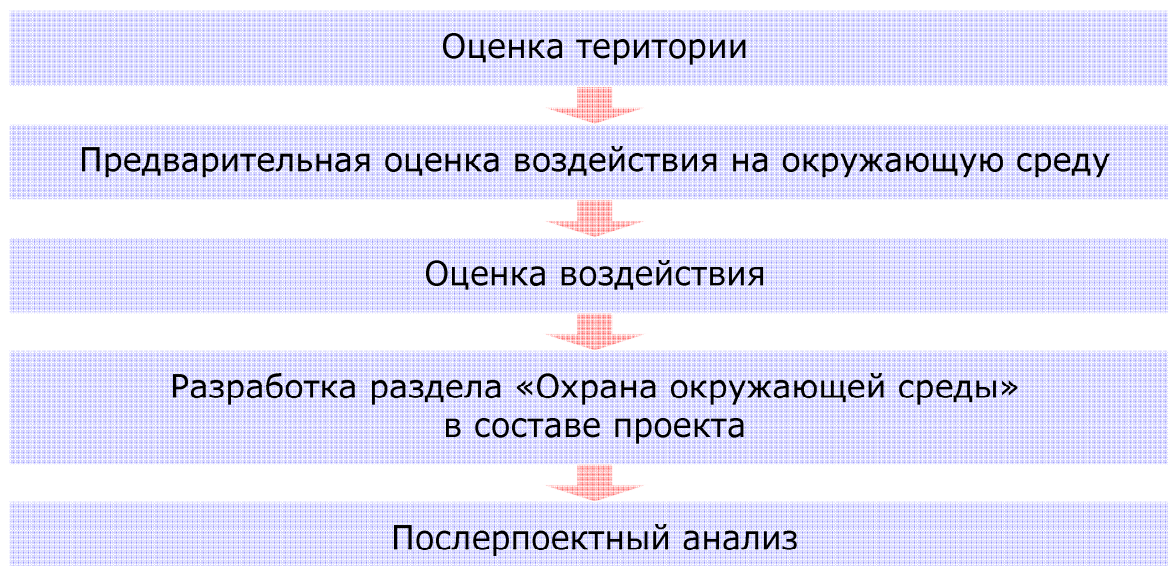 Оценка територии
Предварительная оценка воздействия на окружающую среду
Оценка воздействия
Разработка раздела «Охрана окружающей среды»
в составе проекта
Послерпоектный анализ